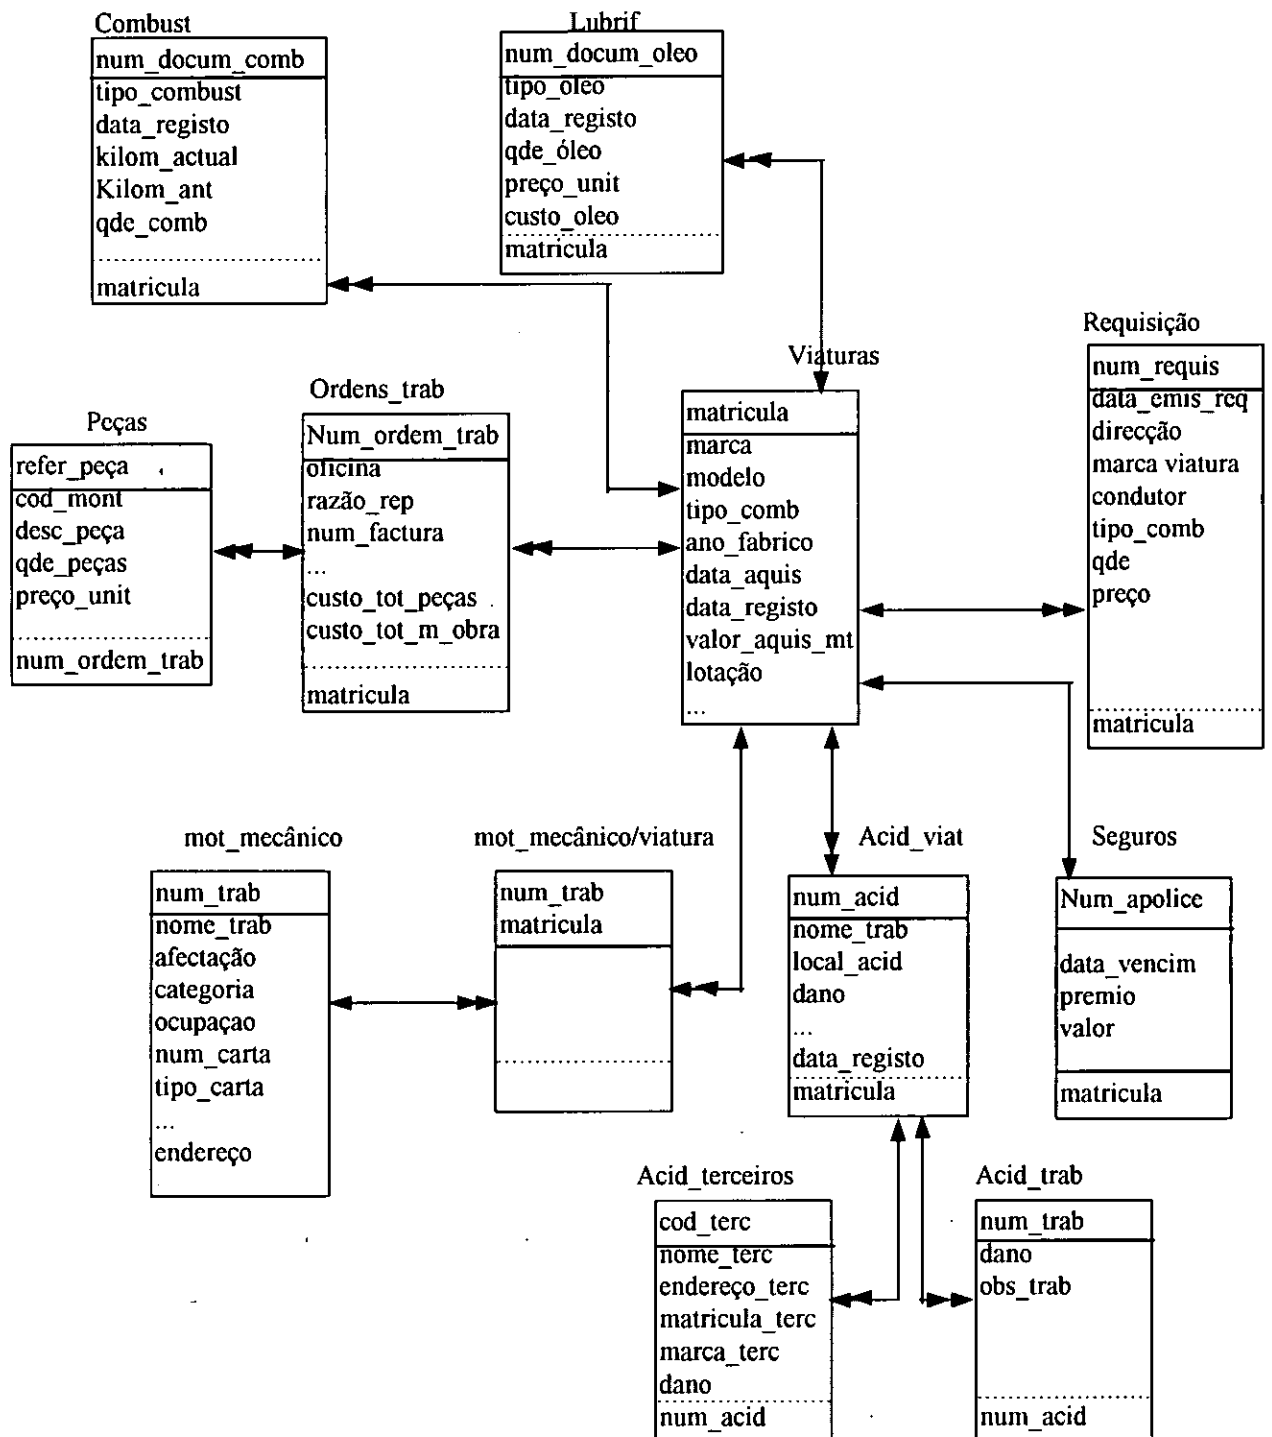 Combust
num_docum_comb
tipo_combust
data_registo
kilom_actual
Kilom_ant
qde_comb
matricula
Lubrif
num_docum_oleo
tipo_oleo
data_registo
qde_óleo
preço_unit
custo_oleo
matricula
Requisição
num_requis
data_emis_req
direcção
marca viatura
condutor
tipo_comb
qde
preço
matricula
Viaturas
matricula
marca
modelo
tipo_comb
ano_fabrico
data_aquis
data_registo
valor_aquis_mt
lotação
...
Ordens_trab
Num_ordem_trab
oficina
razão_rep
num_factura
...
custo_tot_peças
custo_tot_m_obra
matricula
Peças
refer_peça
cod_mont
desc_peça
qde_peças
preço_unit
num_ordem_trab
mot_mecânico
num_trab
nome_trab
afectação
categoria
ocupaçao
num_carta
tipo_carta
...
endereço
mot_mecânico/viatura
num_trab
matricula
Acid_viat
num_acid
nome_trab
local_acid
dano
...
data_registo
matricula
Seguros
Num_apolice
data_vencim
premio
valor
matricula
Acid_terceiros
cod_terc
nome_terc
endereço_terc
matricula_terc
marca_terc
dano
num_acid
Acid_trab
num_trab
dano
obs_trab
num_acid